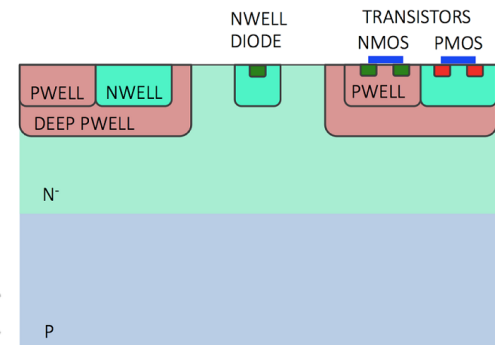 NWELL
DIODE
TRANSISTORS
NMOS PMOS
PWELL NWELL
PWELL
DEEP PWELL
N-
P